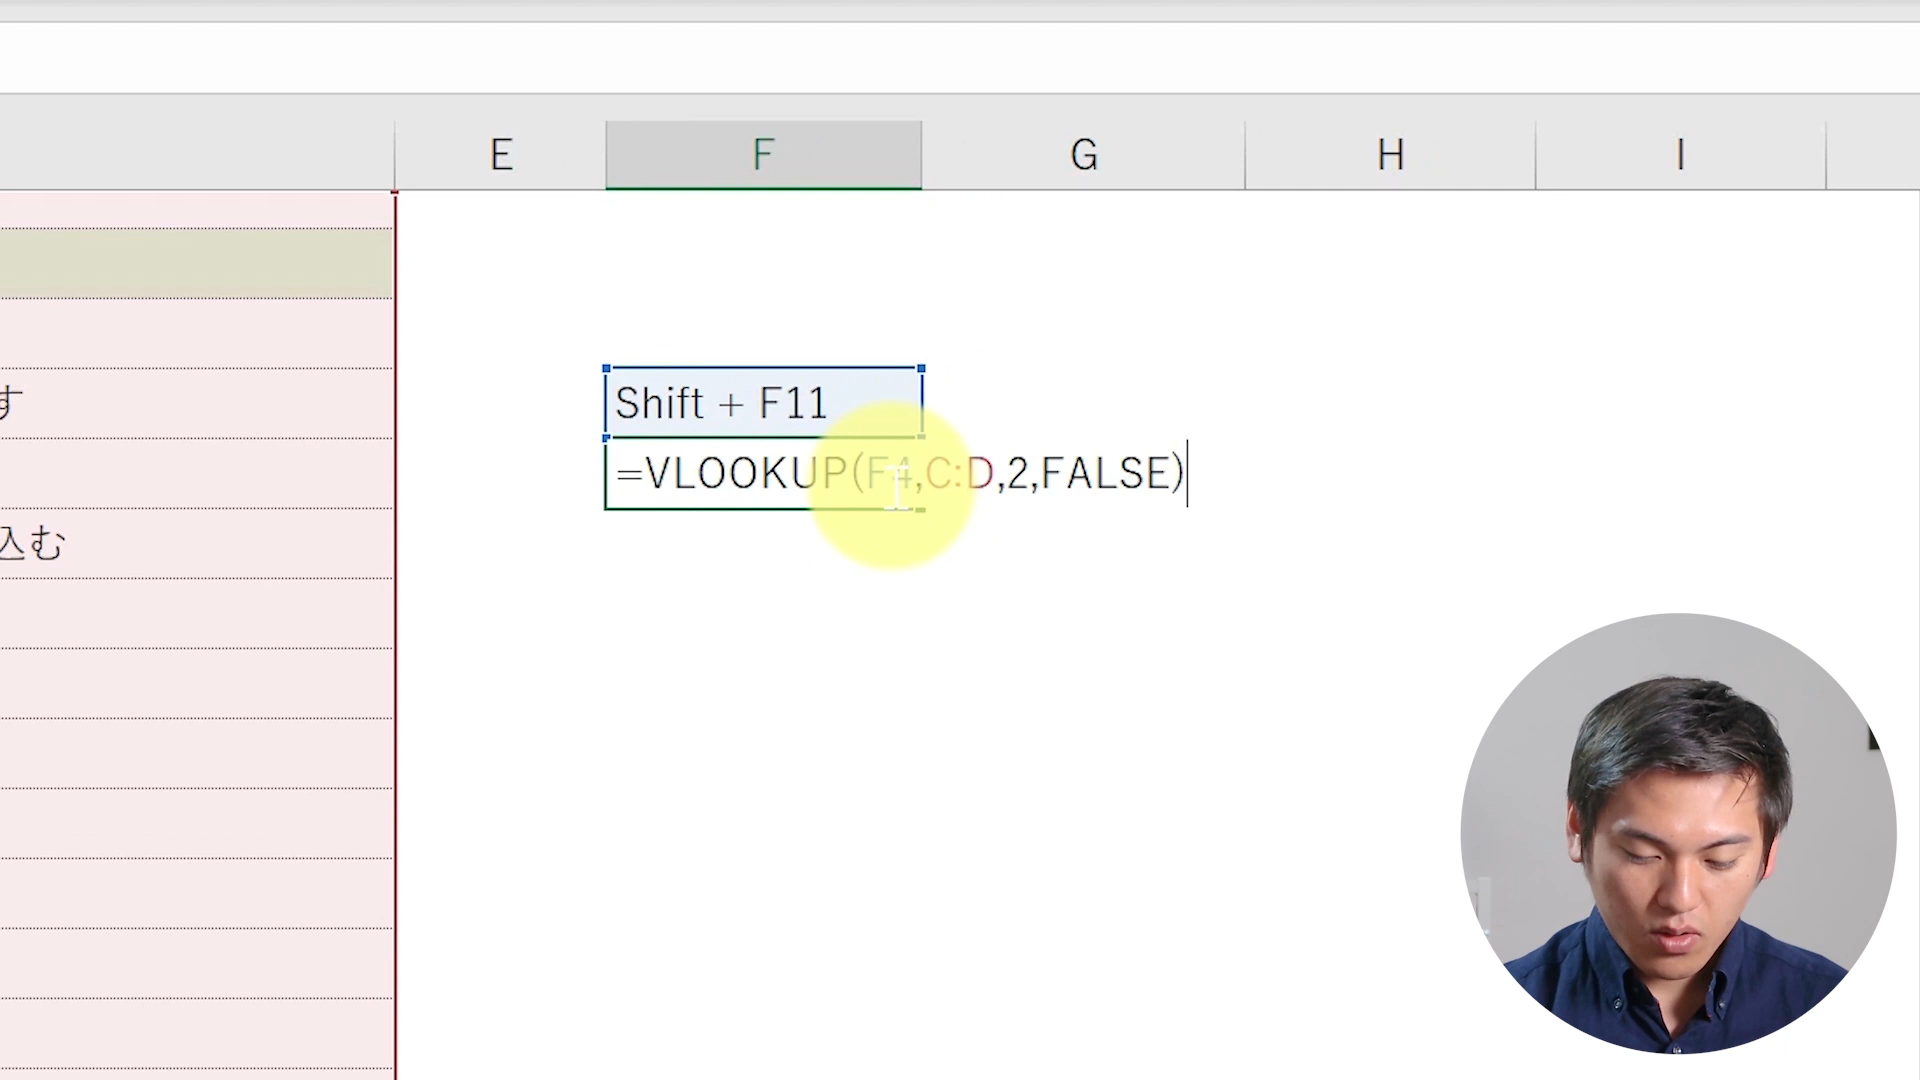 E F G H I
す
Shift + F11
=VLOOKUP(F4,C:D,2,FALSE)
込む